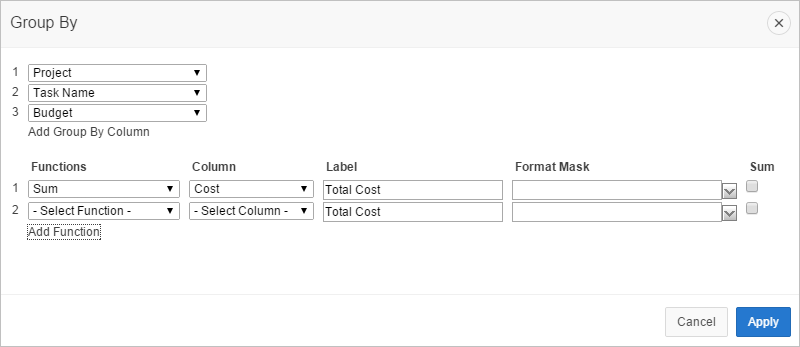 Group By
1 Project
2 Task Name
3 Budget
Add Group By Column
Functions Column Label Format Mask Sum
1 Sum Cost Total Cost
2 - Select Function - - Select Column - Total Cost
Add Function
Cancel Apply